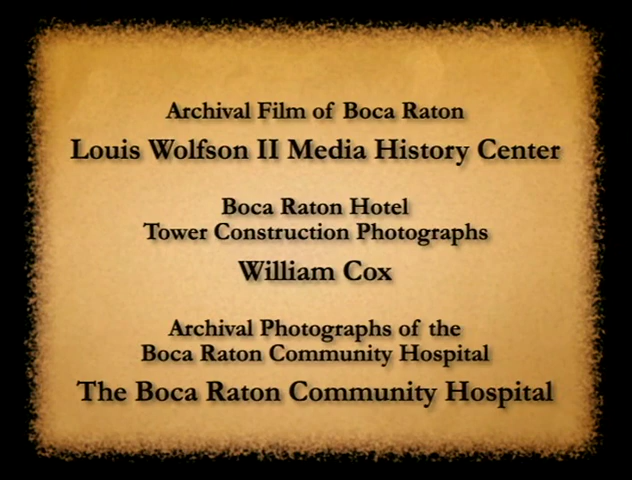 Archival Film of Boca Raton
Louis Wolfson II Media History Center
Boca Raton Hotel
Tower Construction Photographs
William Cox
Archival Photographs of the
Boca Raton Community Hospital
The Boca Raton Community Hospital